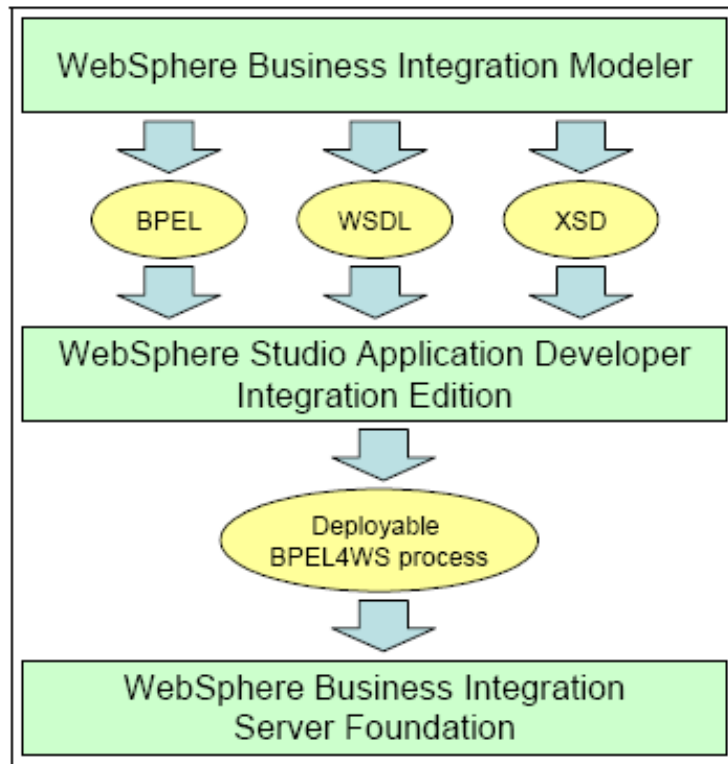 WebSphere Business Integration Modeler
BPEL
WSDL
XSD
WebSphere Studio Application Developer
Integration Edition
Deployable
BPEL4WS process
WebSphere Business Integration
Server Foundation